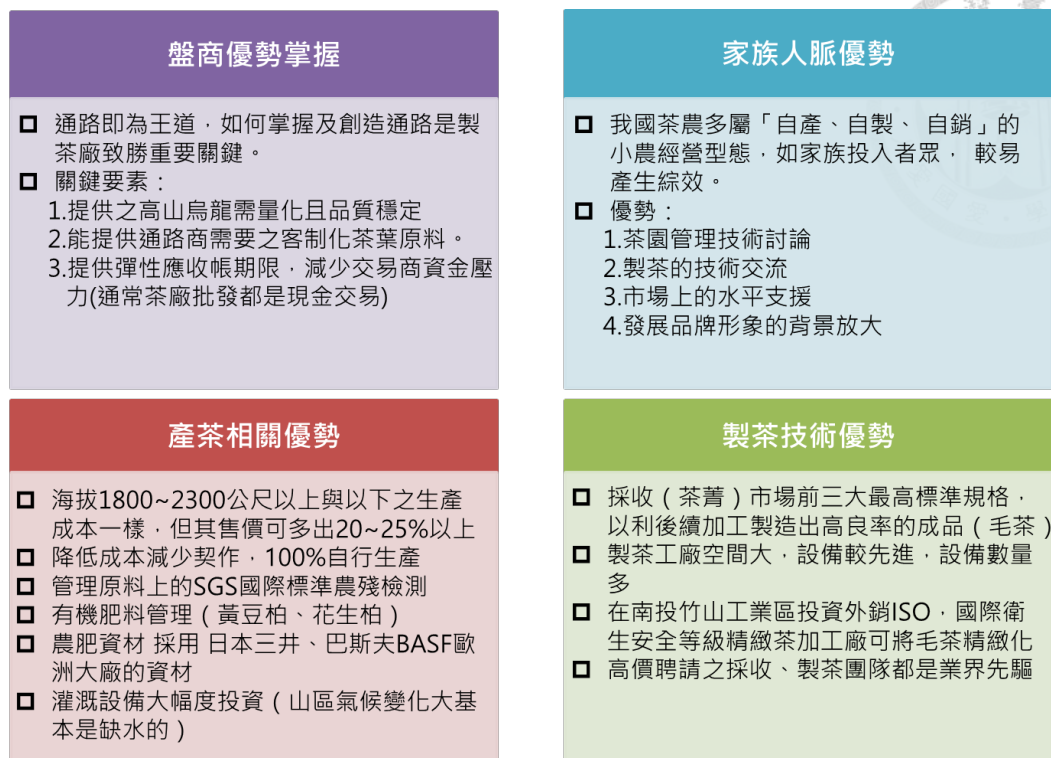 盤商優勢掌握
□ 通路即為王道，如何掌握及創造通路是製
茶廠致勝重要關鍵。
□ 關鍵要素：
1.提供之高山烏龍需量化且品質穩定
2.能提供通路商需要之客制化茶葉原料。
3.提供彈性應收帳期限，減少交易商資金壓
力(通常茶廠批發都是現金交易)
家族人脈優勢
□ 我國茶農多屬「自產、自製、 自銷」的
小農經營型態，如家族投入者眾， 較易
產生綜效。
□ 優勢：
1.茶園管理技術討論
2.製茶的技術交流
3.市場上的水平支援
4.發展品牌形象的背景放大
產茶相關優勢
□ 海拔1800~2300公尺以上與以下之生產
成本一樣，但其售價可多出20~25%以上
□ 降低成本減少契作，100%自行生產
□ 管理原料上的SGS國際標準農殘檢測
□ 有機肥料管理（黃豆柏、花生柏）
□ 農肥資材 採用 日本三井、巴斯夫BASF歐
洲大廠的資材
□ 灌溉設備大幅度投資（山區氣候變化大基
本是缺水的）
製茶技術優勢
□ 採收（茶菁）市場前三大最高標準規格，
以利後續加工製造出高良率的成品（毛茶）
□ 製茶工廠空間大，設備較先進，設備數量
多
□ 在南投竹山工業區投資外銷ISO，國際衛
生安全等級精緻茶加工廠可將毛茶精緻化
□ 高價聘請之採收、製茶團隊都是業界先驅